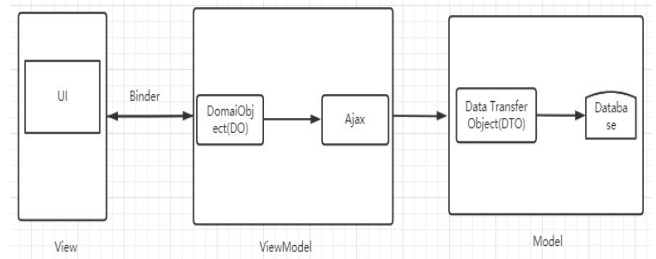 UI
Binder
DomaiObj
ect(DO)
Ajax
Data Transfer
Object(DTO)
Databa
se
View
ViewModel
Model